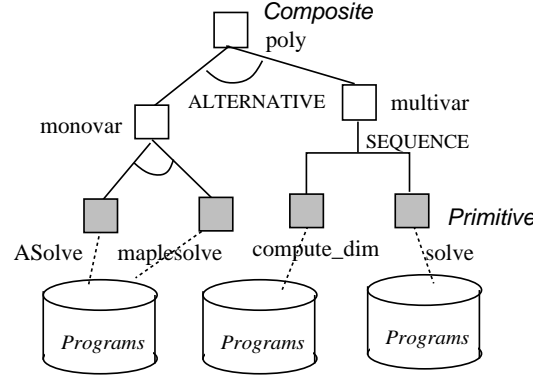 Composite
poly
ALTERNATIVE
multivar
monovar
SEQUENCE
Primitive
ASolve
maplesolve
compute_dim
solve
Programs
Programs
Programs